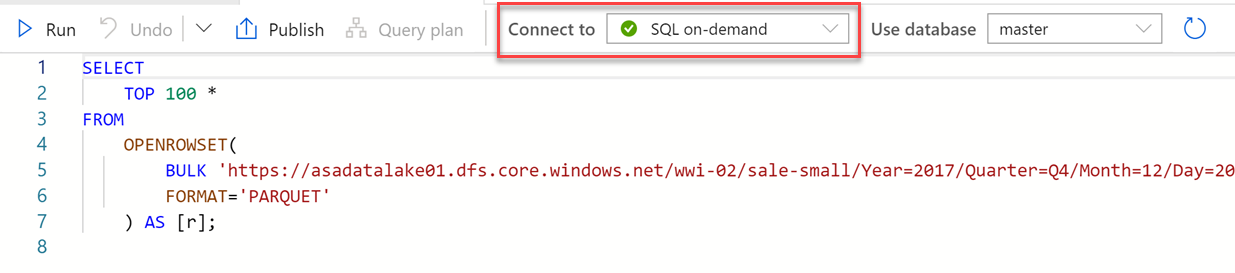 Run Undo Publish Query plan Connect to SQL on-demand Use database master
1 SELECT
2 TOP 100 *
3 FROM
4 OPENROWSET(
5 BULK 'https://asadatalake01.dfs.core.windows.net/wwi-02/sale-small/Year=2017/Quarter=Q4/Month=12/Day=20
6 FORMAT='PARQUET'
7 ) AS [r];
8